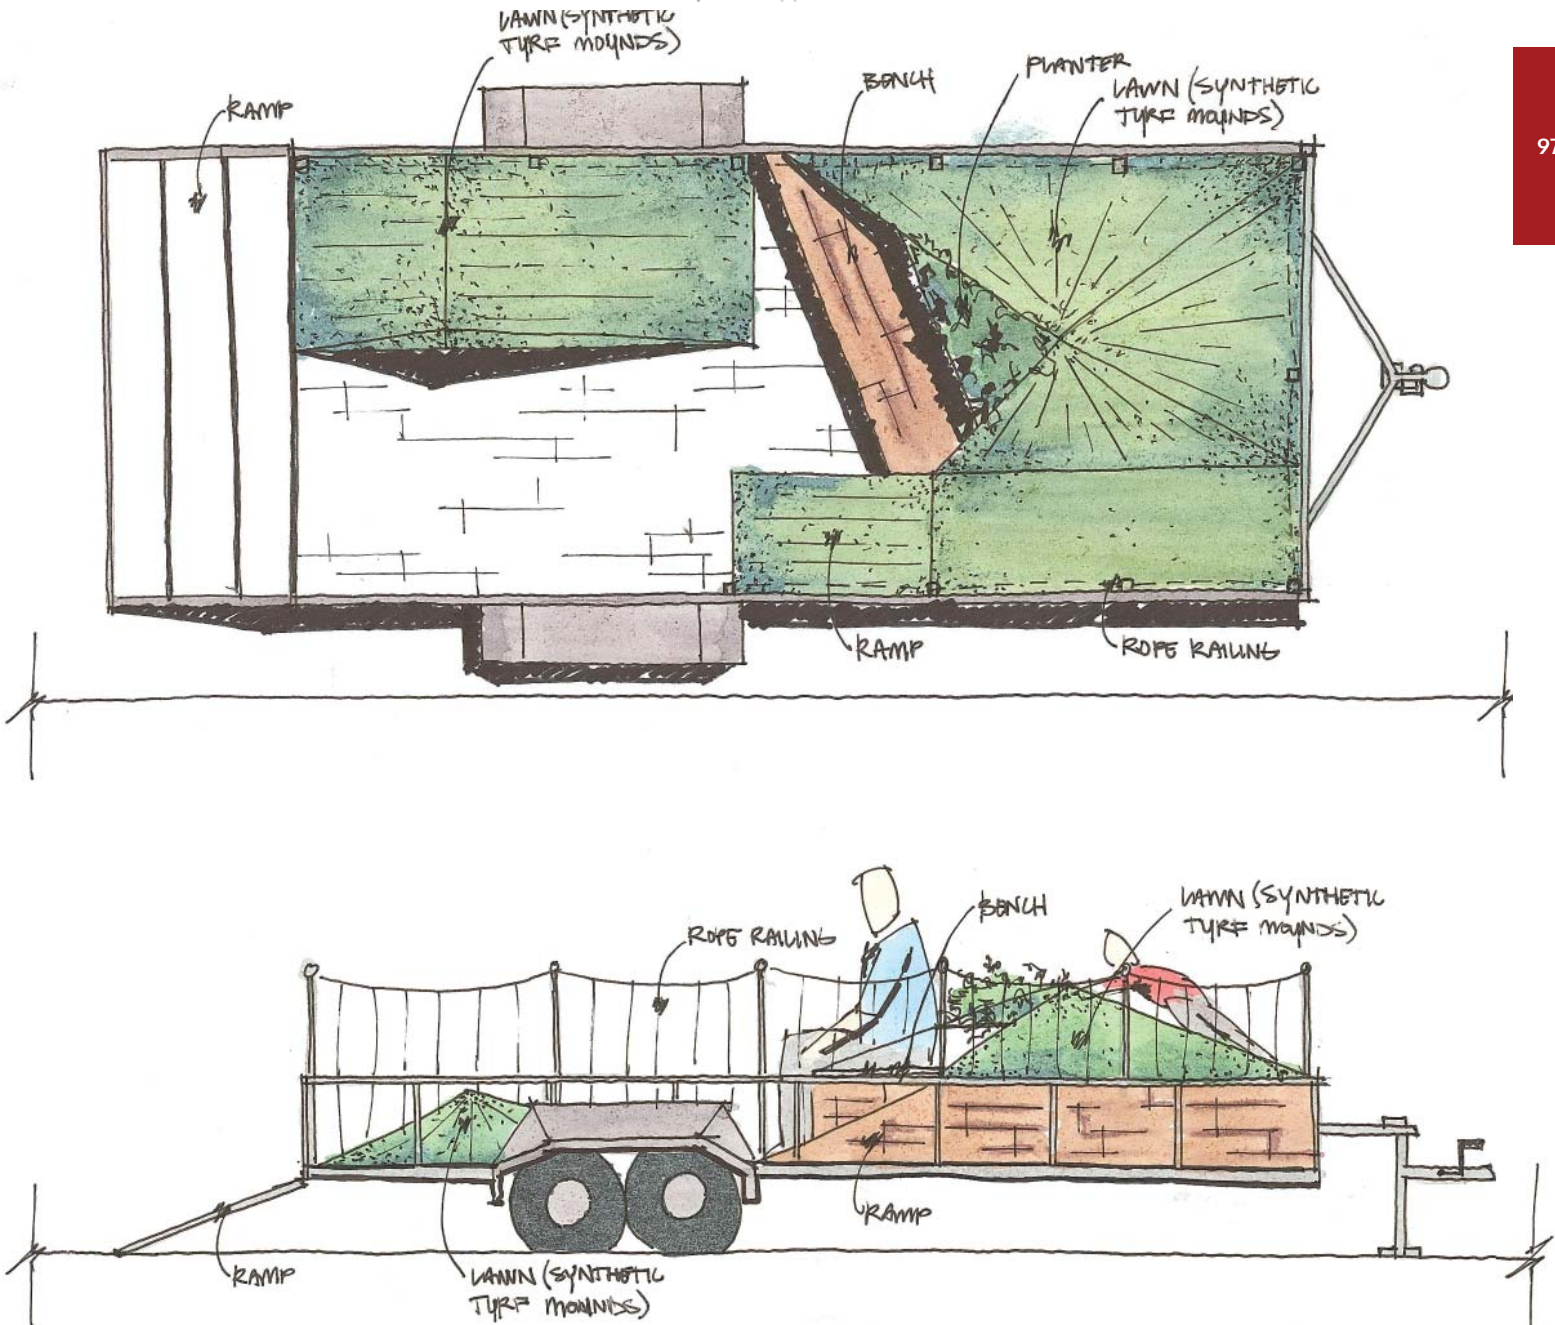 LAWN (SYNTHETIC
TURF MOUNDS)
RAMP
BENCH
PLANTER
LAWN (SYNTHETIC
TURF MOUNDS)
97
RAMP
ROPE RAILING
ROPE RAILING
BENCH
LAWN (SYNTHETIC
TURF MOUNDS)
RAMP
RAMP
LAWN (SYNTHETIC
TURF MOUNDS)